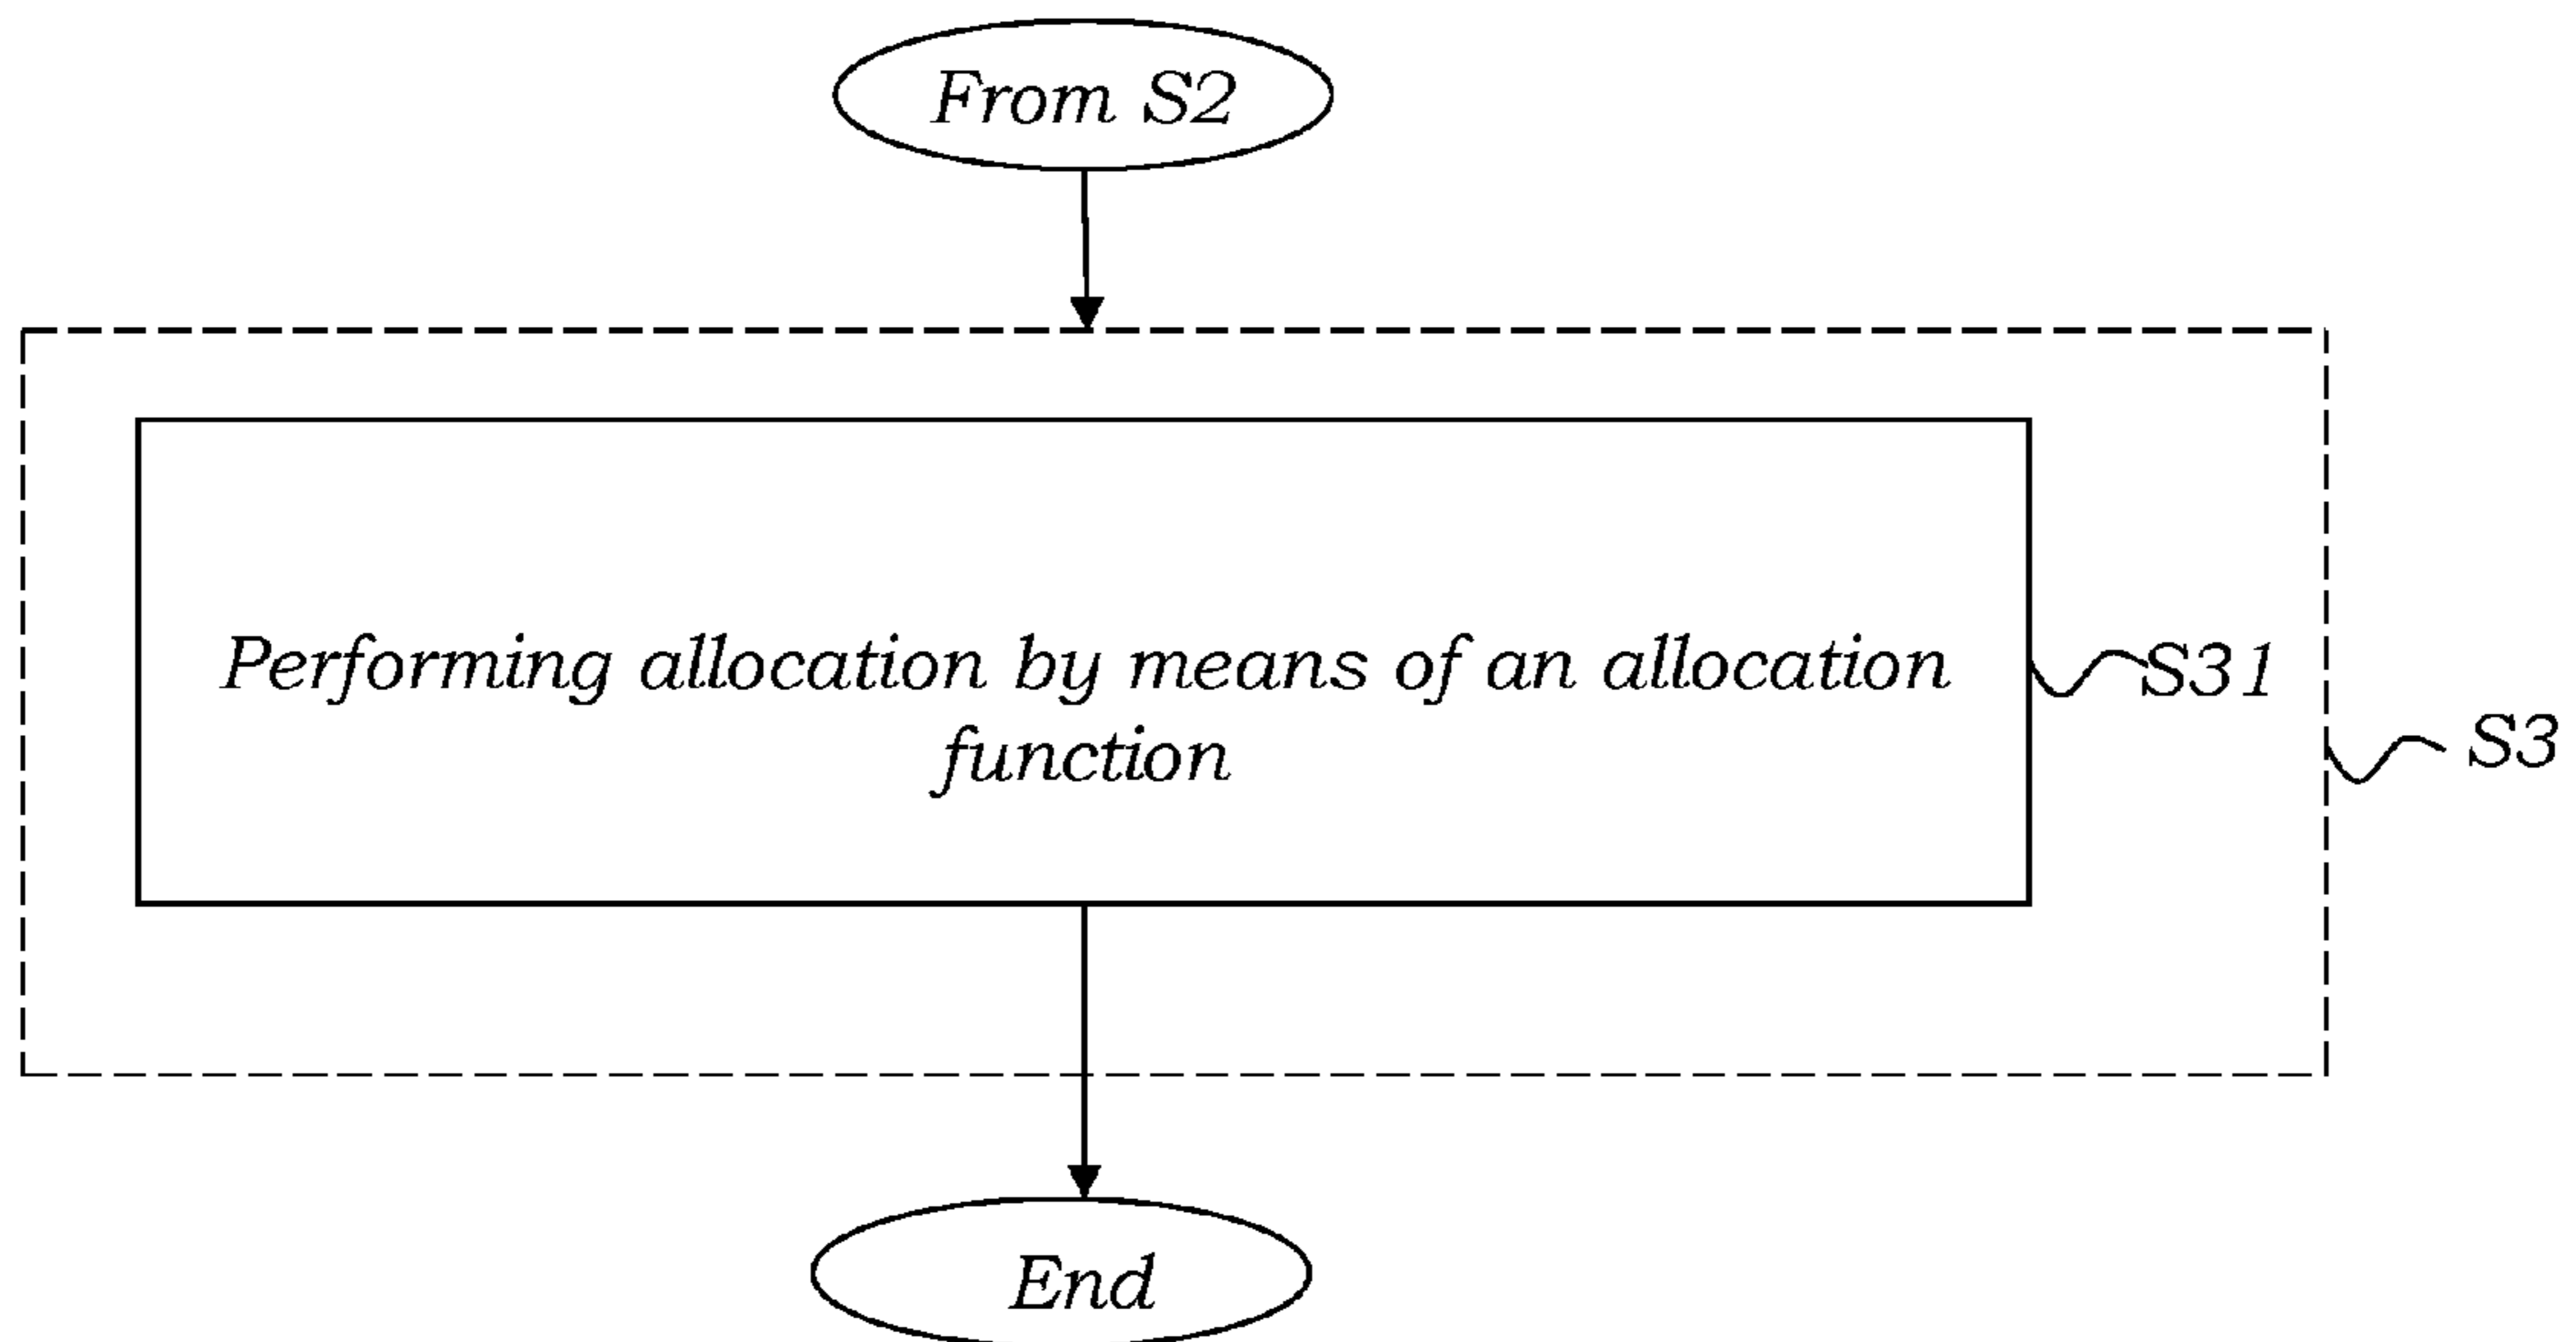 From S2
Performing allocation by means of an allocation
function
S31
S3
End